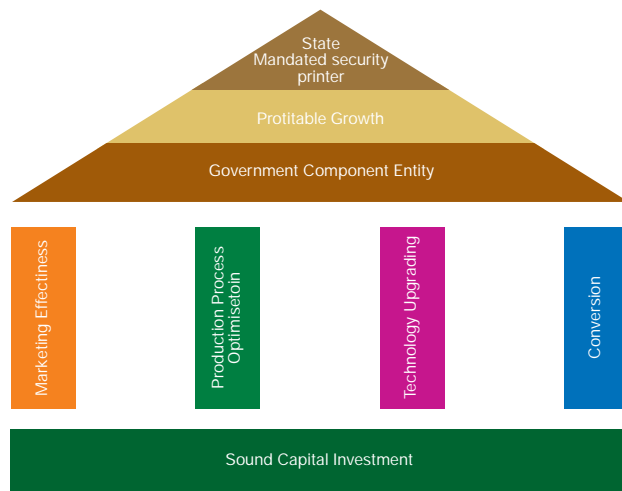 State
Mandated security
printer
Protitable Growth
Government Component Entity
Marketing Effectiness
Production Process
Optimisetoin
Technology Upgrading
Conversion
Sound Capital Investment